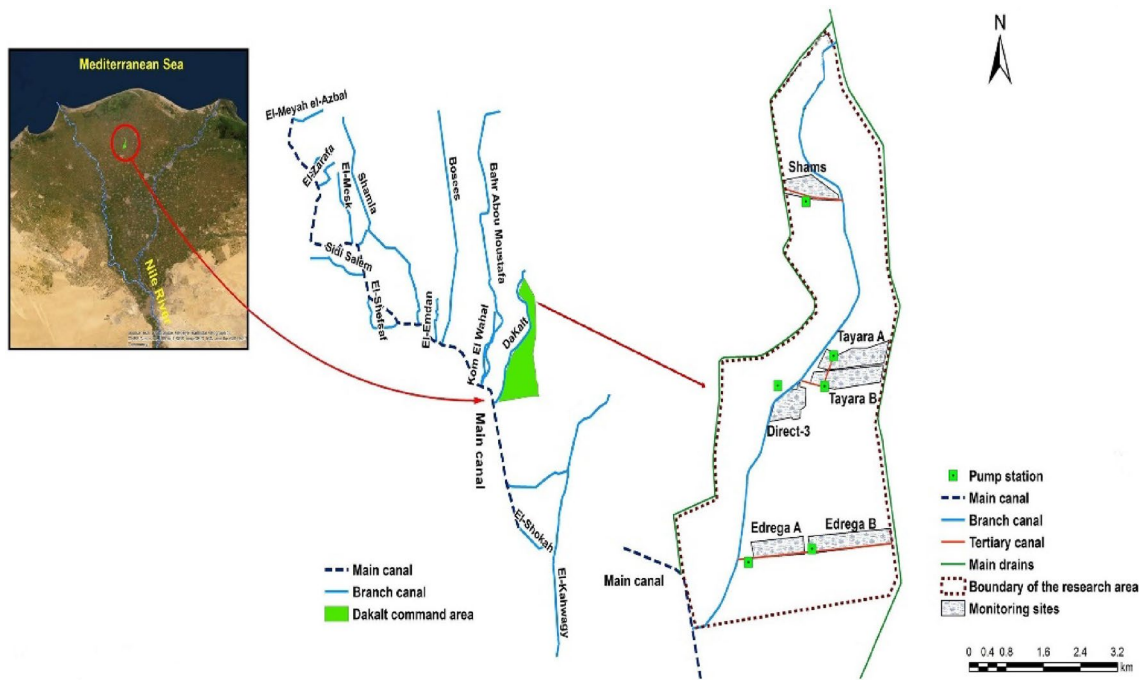 Mediterranean Sea
Nile River
El-Meyah el-Azbal
El-Zarafa
El-Mesk
Shamla
Sidi Salem
El-Shefsaf
El-Emdan
Bosees
Bahr Abou Moustafa
Kom El Wahal
DaKalt
Main canal
El-Shokah
El-Kahwagy
Main canal
Branch canal
Dakalt command area
N
Shams
Tayara A
Tayara B
Direct-3
Edrega A
Edrega B
Main canal
Pump station
Main canal
Branch canal
Tertiary canal
Main drains
Boundary of the research area
Monitoring sites
0 0.4 0.8 1.6 2.4 3.2
km